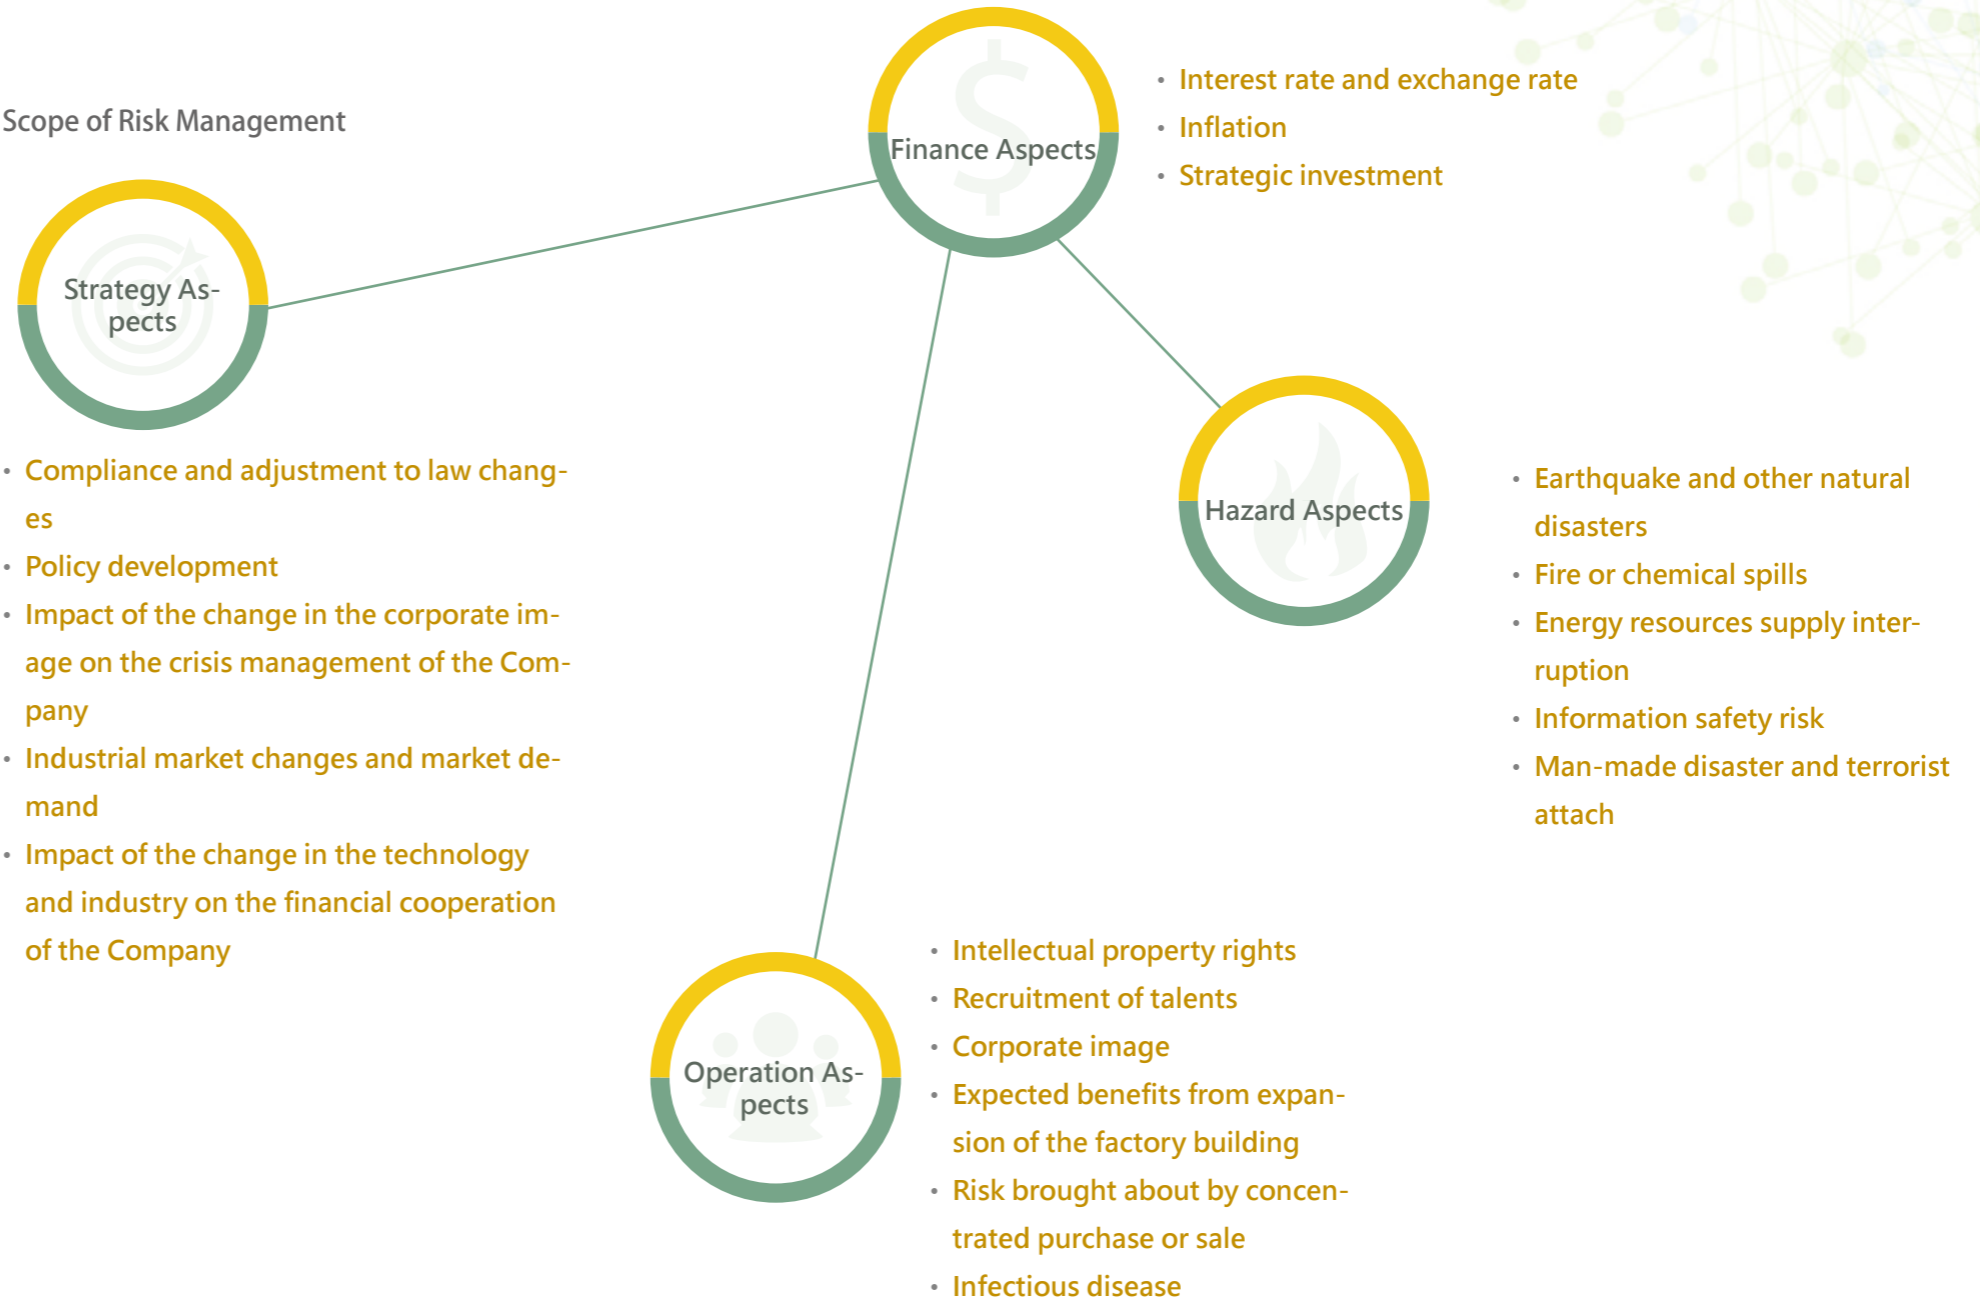 Scope of Risk Management
Strategy As-
pects
• Compliance and adjustment to law chang-
es
• Policy development
• Impact of the change in the corporate im-
age on the crisis management of the Com-
pany
• Industrial market changes and market de-
mand
• Impact of the change in the technology
and industry on the financial cooperation
of the Company
$
Finance Aspects
• Interest rate and exchange rate
• Inflation
• Strategic investment
Hazard Aspects
• Earthquake and other natural
disasters
• Fire or chemical spills
• Energy resources supply inter-
ruption
• Information safety risk
• Man-made disaster and terrorist
attach
Operation As-
pects
• Intellectual property rights
• Recruitment of talents
• Corporate image
• Expected benefits from expan-
sion of the factory building
• Risk brought about by concen-
trated purchase or sale
• Infectious disease